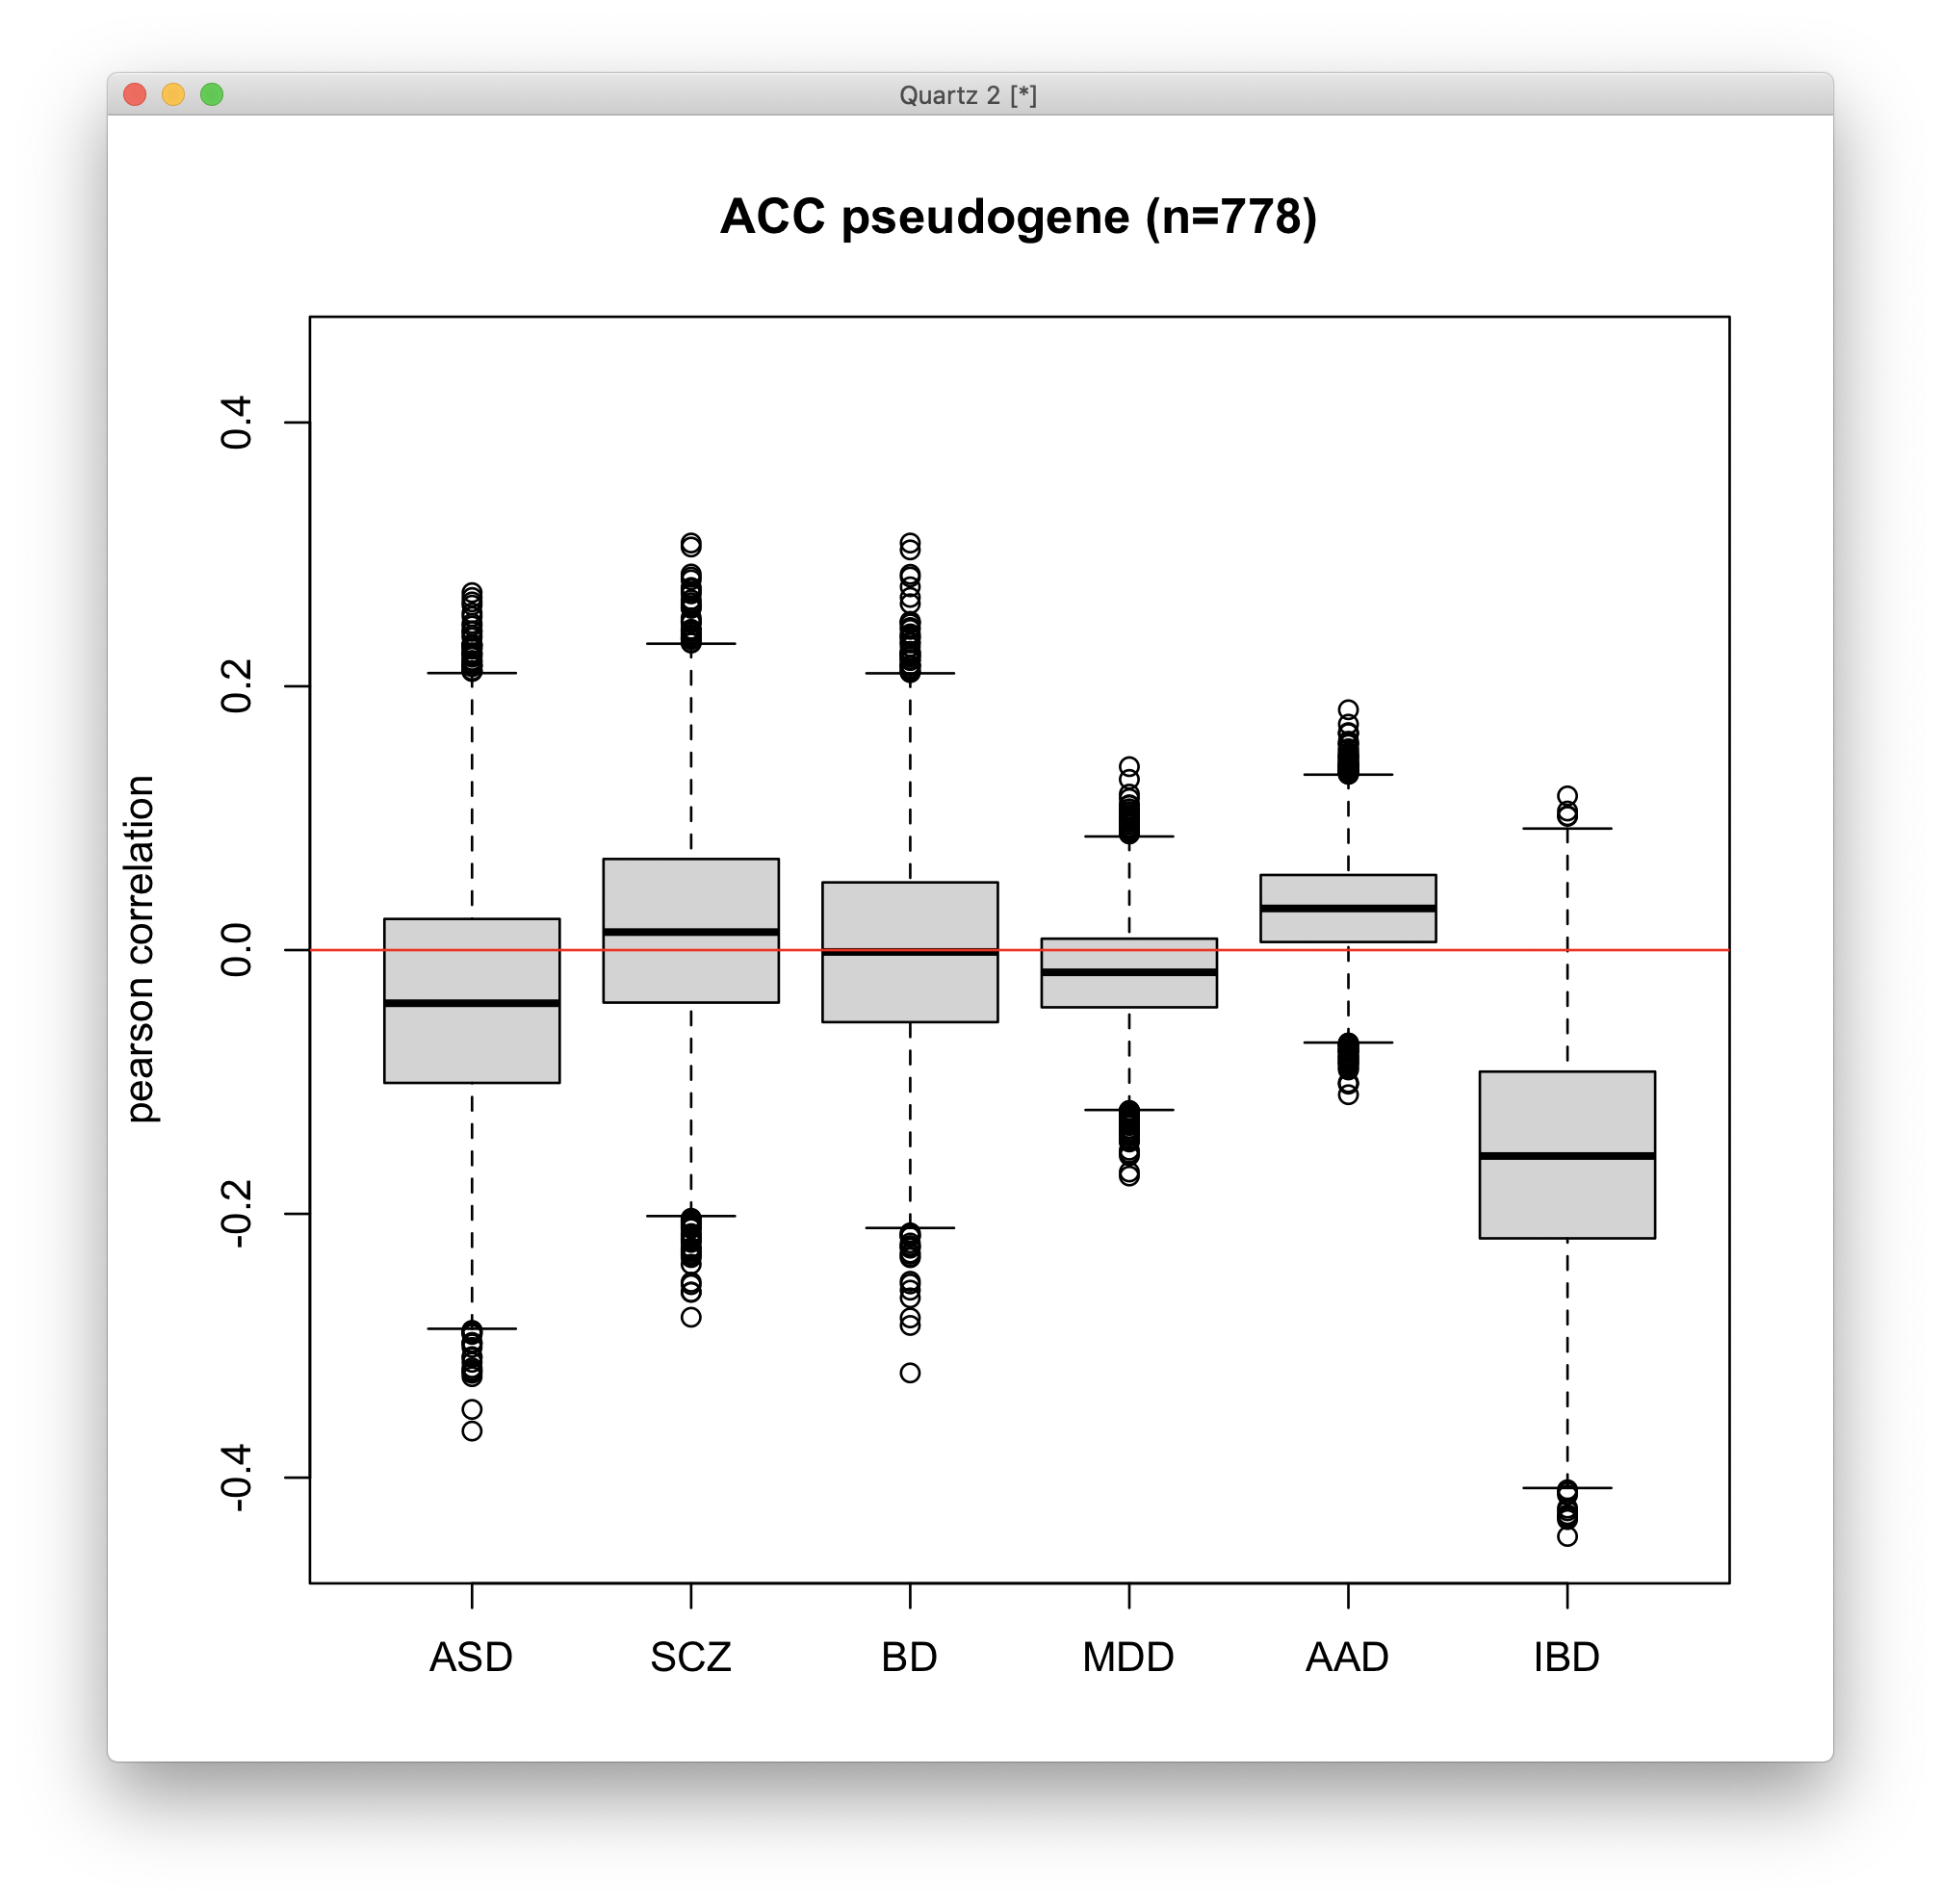 Quartz 2 [*]
ACC pseudogene (n=778)
pearson correlation
0.4
0.2
0.0
-0.2
-0.4
ASD SCZ BD MDD AAD IBD